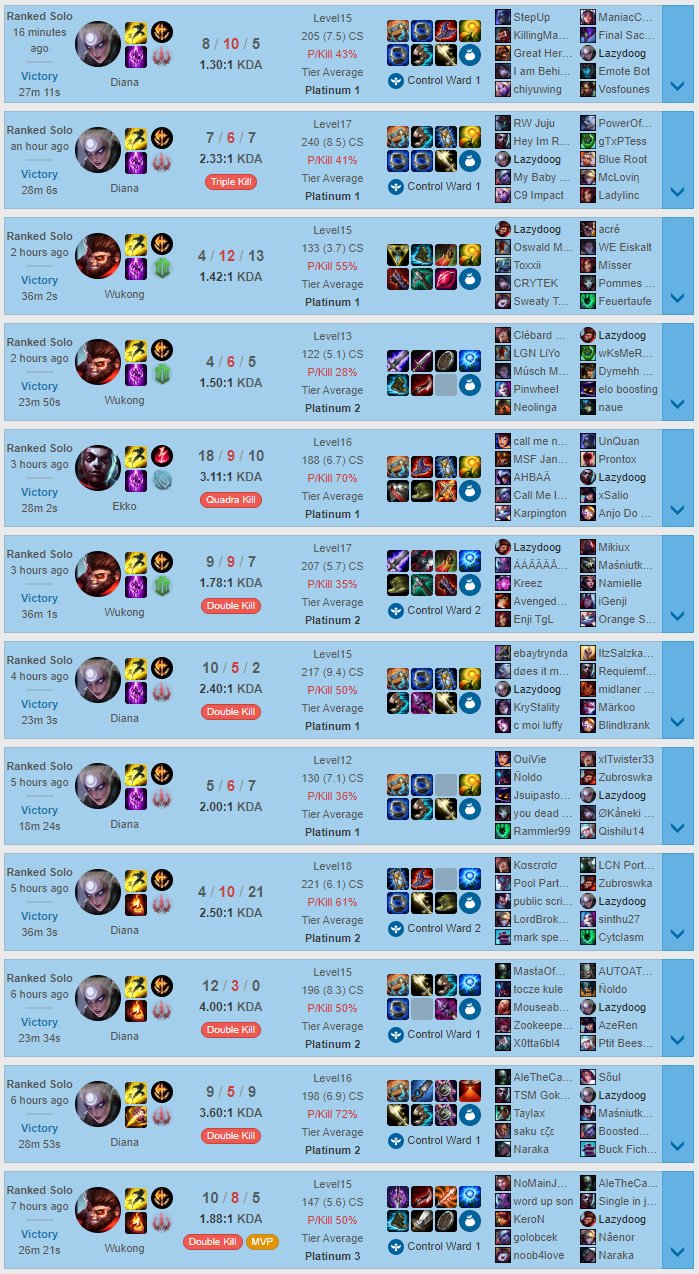 Ranked Solo
16 minutes
ago
Victory
27m 11s
Diana
8 / 10 / 5
1.30:1 KDA
Level15
205 (7.5) CS
P/Kill 43%
Tier Average
Platinum 1
Control Ward 1
StepUp
KillingMa...
Great Her...
I am Behi...
chiyuwing
ManiacC...
Final Sac...
Lazydoog
Emote Bot
Vosfounes
Ranked Solo
an hour ago
Victory
28m 6s
Diana
7 / 6 / 7
2.33:1 KDA
Triple Kill
Level17
240 (8.5) CS
P/Kill 41%
Tier Average
Platinum 1
Control Ward 1
RW Juju
Hey Im R...
Lazydoog
My Baby ...
C9 Impact
PowerOf...
gTxPTess
Blue Root
McLoviη
LadyIinc
Ranked Solo
2 hours ago
Victory
36m 2s
Wukong
4 / 12 / 13
1.42:1 KDA
Level15
133 (3.7) CS
P/Kill 55%
Tier Average
Platinum 1
Lazydoog
Oswald M...
Toxxii
CRYTEK
Sweaty T...
acré
WE Eiskalt
Mïsser
Pommes ...
Feuertaufe
Ranked Solo
2 hours ago
Victory
23m 50s
Wukong
4 / 6 / 5
1.50:1 KDA
Level13
122 (5.1) CS
P/Kill 28%
Tier Average
Platinum 2
Clébard ...
LGN LiYo
Músch M...
Pinwheel
Neolinga
Lazydoog
wKsMeR...
Dymehh ...
elo boosting
naue
Ranked Solo
3 hours ago
Victory
28m 2s
Ekko
18 / 9 / 10
3.11:1 KDA
Quadra Kill
Level16
188 (6.7) CS
P/Kill 70%
Tier Average
Platinum 1
call me n...
MSF Jan...
AHBAÄ
Call Me I...
Karpington
UnQuan
Prontox
Lazydoog
xSalio
Anjo Do ...
Ranked Solo
3 hours ago
Victory
36m 1s
Wukong
9 / 9 / 7
1.78:1 KDA
Double Kill
Level17
207 (5.7) CS
P/Kill 35%
Tier Average
Platinum 2
Control Ward 2
Lazydoog
Kreez
Avenged...
Enji TgL
Mikiux
Maśniutk...
Namielle
iGenji
Orange S...
Ranked Solo
4 hours ago
Victory
23m 3s
Diana
10 / 5 / 2
2.40:1 KDA
Double Kill
Level15
217 (9.4) CS
P/Kill 50%
Tier Average
Platinum 1
ebaytrynda
døes it m...
Lazydoog
KryStality
c moi luffy
ItzSalzka...
Requiemf...
midlaner ...
Märkoo
Blindkrank
Ranked Solo
5 hours ago
Victory
18m 24s
Diana
5 / 6 / 7
2.00:1 KDA
Level12
130 (7.1) CS
P/Kill 36%
Tier Average
Platinum 1
OuiVie
Ñoldo
Jsuipasto...
you dead ...
Rammler99
xITwister33
Zubroswka
Lazydoog
ØKåneki ...
Qishilu14
Ranked Solo
5 hours ago
Victory
36m 3s
Diana
4 / 10 / 21
2.50:1 KDA
Level18
221 (6.1) CS
P/Kill 61%
Tier Average
Platinum 2
Control Ward 2
Pool Part...
public scri...
LordBrok...
mark spe...
LCN Port...
Zubroswka
Lazydoog
sinthu27
Cytclasm
Ranked Solo
6 hours ago
Victory
23m 34s
Diana
12 / 3 / 0
4.00:1 KDA
Double Kill
Level15
196 (8.3) CS
P/Kill 50%
Tier Average
Platinum 2
Control Ward 1
MastaOf...
tocze kule
Mouseab...
Zookeepe...
X0tta6bl4
AUTOAT...
Ñoldo
Lazydoog
AzeRen
Ptit Bees...
Ranked Solo
6 hours ago
Victory
28m 53s
Diana
9 / 5 / 9
3.60:1 KDA
Double Kill
Level16
198 (6.9) CS
P/Kill 72%
Tier Average
Platinum 2
Control Ward 1
AleTheCa...
TSM Gok...
Taylax
saku εζε
Naraka
Sõul
Lazydoog
Maśniutk...
Boosted...
Buck Fich...
Ranked Solo
7 hours ago
Victory
26m 21s
Wukong
10 / 8 / 5
1.88:1 KDA
Double Kill
MVP
Level15
147 (5.6) CS
P/Kill 50%
Tier Average
Platinum 3
Control Ward 1
NoMainJ...
word up son
KeroN
golobcek
noob4love
AleTheCa...
Single in j...
Lazydoog
Nåenor
Naraka